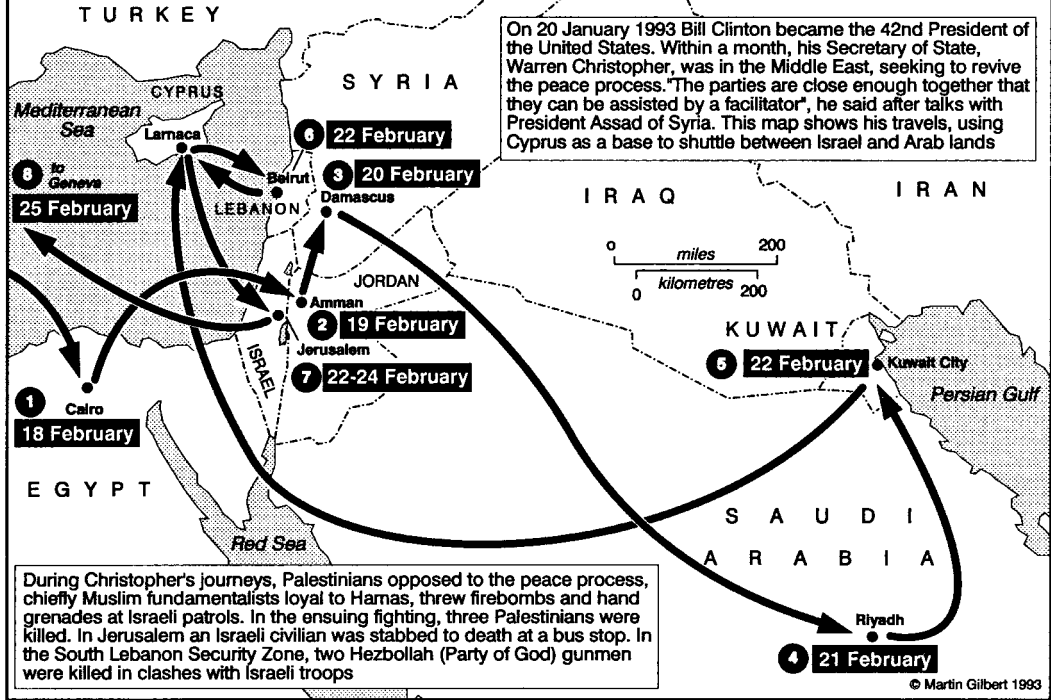 TURKEY
On 20 January 1993 Bill Clinton became the 42nd President of
the United States. Within a month, his Secretary of State,
Warren Christopher, was in the Middle East, seeking to revive
the peace process."The parties are close enough together that
they can be assisted by a facilitator", he said after talks with
President Assad of Syria. This map shows his travels, using
Cyprus as a base to shuttle between Israel and Arab lands
SYRIA
CYPRUS
Mediterranean
Sea
Larnaca
6 22 February
Beirut
3 20 February
Damascus
8 to
Geneva
25 February
LEBANON
IRAQ
IRAN
0 miles 200
kilometres
0 200
JORDAN
Amman
2 19 February
Jerusalem
7 22-24 February
ISRAEL
KUWAIT
5 22 February
Kuwait City
Persian Gulf
1 Cairo
18 February
EGYPT
Red Sea
SAUDI
ARABIA
Riyadh
4 21 February
During Christopher's journeys, Palestinians opposed to the peace process,
chiefly Muslim fundamentalists loyal to Hamas, threw firebombs and hand
grenades at Israeli patrols. In the ensuing fighting, three Palestinians were
killed. In Jerusalem an Israeli civilian was stabbed to death at a bus stop. In
the South Lebanon Security Zone, two Hezbollah (Party of God) gunmen
were killed in clashes with Israeli troops
© Martin Gilbert 1993